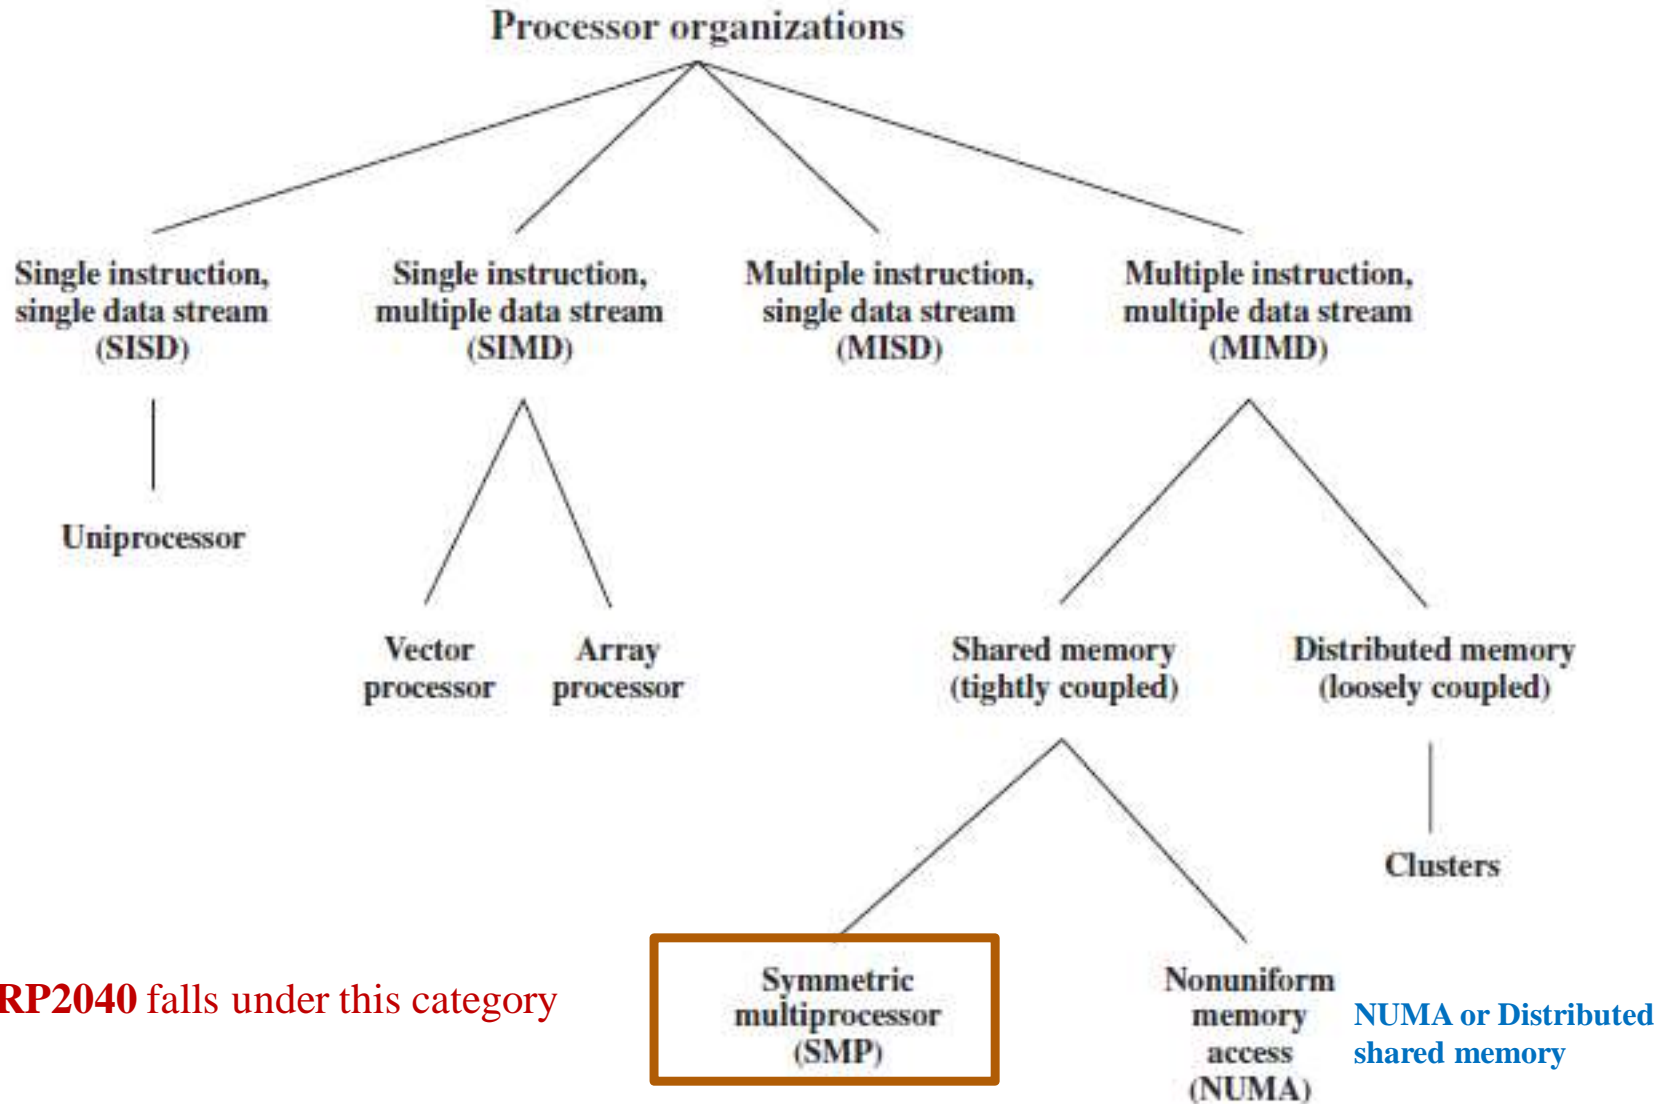 Processor organizations
Single instruction,
single data stream
(SISD)
Single instruction,
multiple data stream
(SIMD)
Multiple instruction,
single data stream
(MISD)
Multiple instruction,
multiple data stream
(MIMD)
Uniprocessor
Vector
processor
Array
processor
Shared memory
(tightly coupled)
Distributed memory
(loosely coupled)
Clusters
RP2040 falls under this category
Symmetric
multiprocessor
(SMP)
Nonuniform
memory
access
(NUMA)
NUMA or Distributed
shared memory